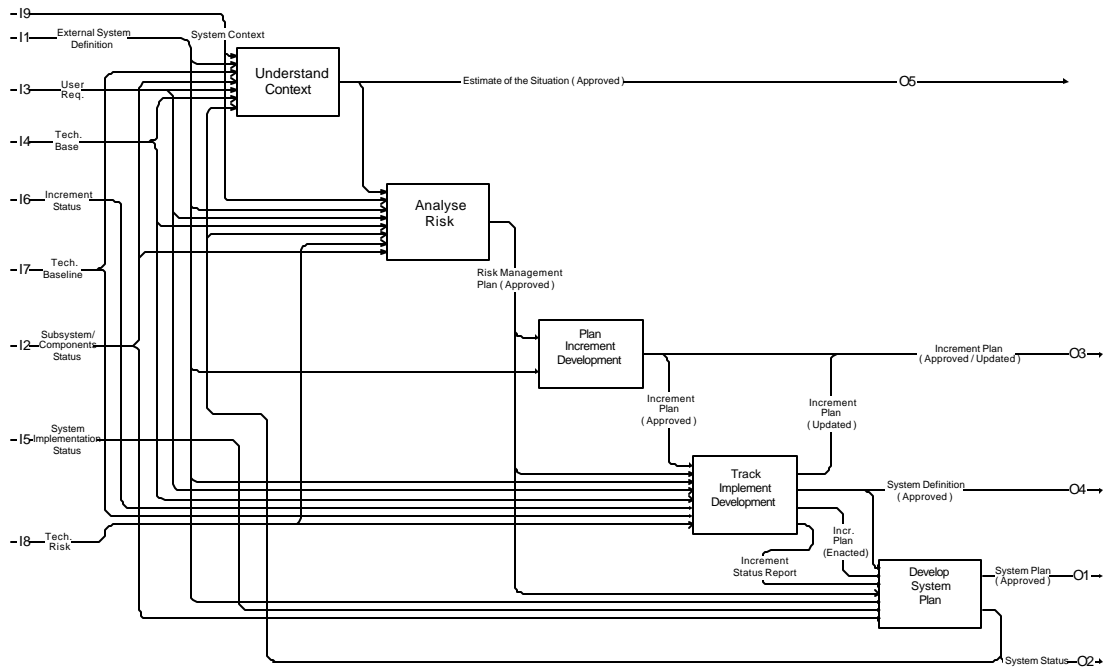 I9
I1
External System
Definition
System Context
Understand
Context
Estimate of the Situation ( Approved )
O5
I3
User
Req.
I4
Tech.
Base
I6
Increment
Status
Analyse
Risk
I7
Tech.
Baseline
Risk Management
Plan ( Approved )
I2
Subsystem/
Components
Status
Plan
Increment
Development
Increment Plan
( Approved / Updated )
O3
Increment
Plan
( Approved )
Increment
Plan
( Updated )
I5
System
Implementation
Status
Track
Implement
Development
System Definition
( Approved )
O4
I8
Tech.
Risk
Incr.
Plan
(Enacted)
Increment
Status Report
Develop
System
Plan
System Plan
( Approved )
O1
System Status
O2